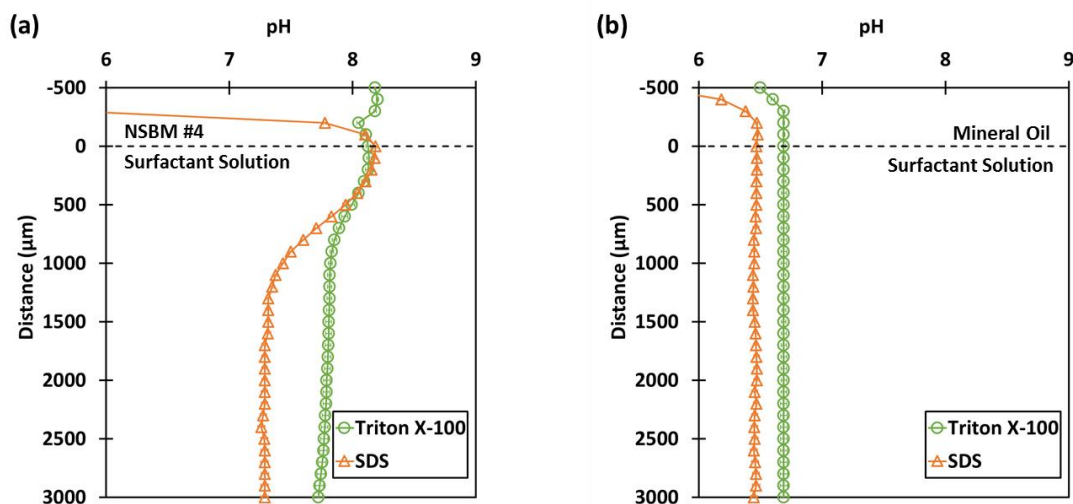 (a)
pH
6 7 8 9
-500
0
500
1000
1500
2000
2500
3000
Distance (µm)
NSBM #4
Surfactant Solution
Triton X-100
SDS
(b)
pH
6 7 8 9
-500
0
500
1000
1500
2000
2500
3000
Distance (µm)
Mineral Oil
Surfactant Solution
Triton X-100
SDS